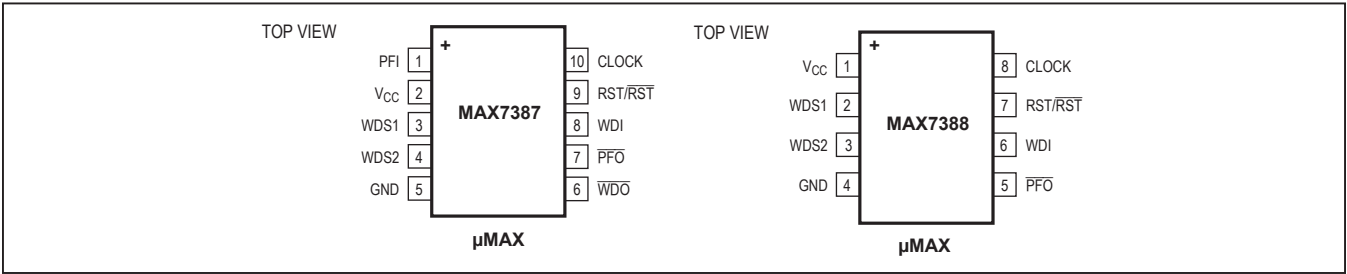 TOP VIEW
+
PFI 1
10 CLOCK
VCC 2
9 RST/RST
WDS1 3
MAX7387
8 WDI
WDS2 4
7 PFO
GND 5
6 WDO
µMAX
TOP VIEW
+
VCC 1
8 CLOCK
WDS1 2
7 RST/RST
MAX7388
WDS2 3
6 WDI
GND 4
5 PFO
µMAX